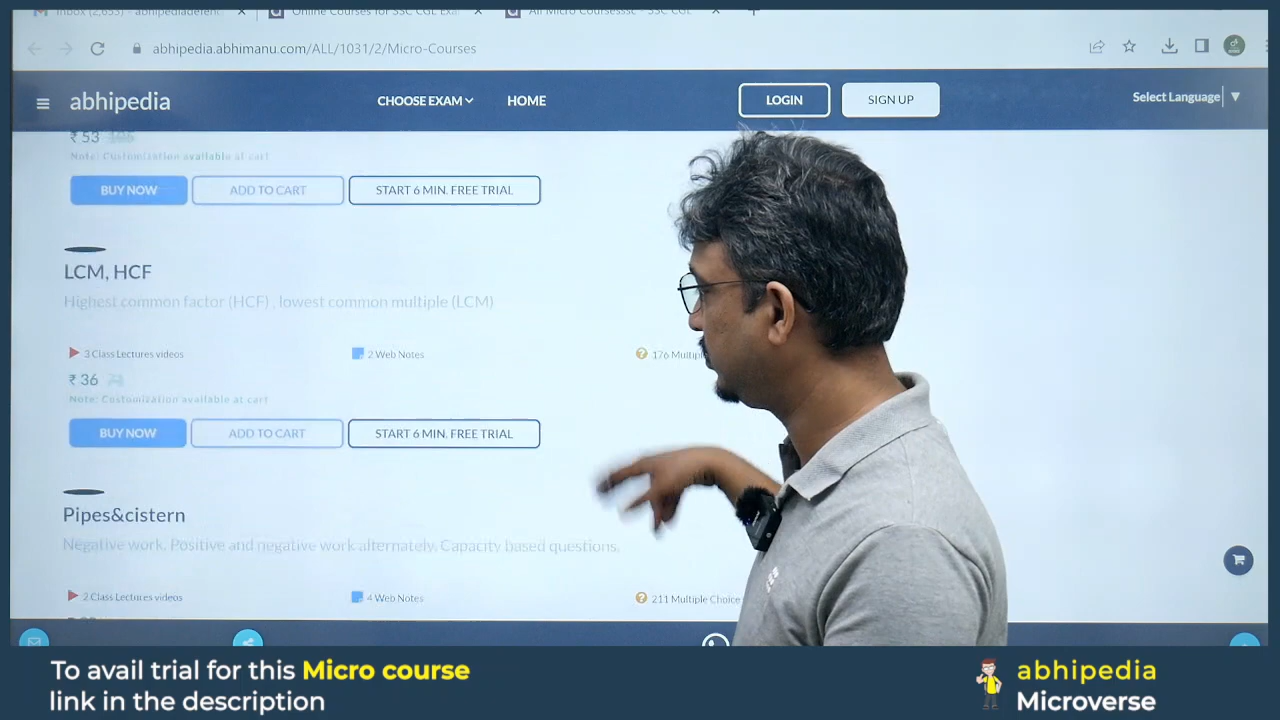 abhipedia.abhimanu.com/ALL/1031/2/Micro-Courses
abhipedia
CHOOSE EXAM
HOME
LOGIN
SIGN UP
Select Language
₹ 53
Note: Customization available at cart
BUY NOW
ADD TO CART
START 6 MIN. FREE TRIAL
LCM, HCF
Highest common factor (HCF) , lowest common multiple (LCM)
3 Class Lectures videos
2 Web Notes
176 Multiple
₹ 36
Note: Customization available at cart
BUY NOW
ADD TO CART
START 6 MIN. FREE TRIAL
Pipes&cistern
Negative work. Positive and negative work alternately. Capacity based questions.
2 Class Lectures videos
4 Web Notes
211 Multiple Choice
To avail trial for this Micro course
link in the description
abhipedia
Microverse